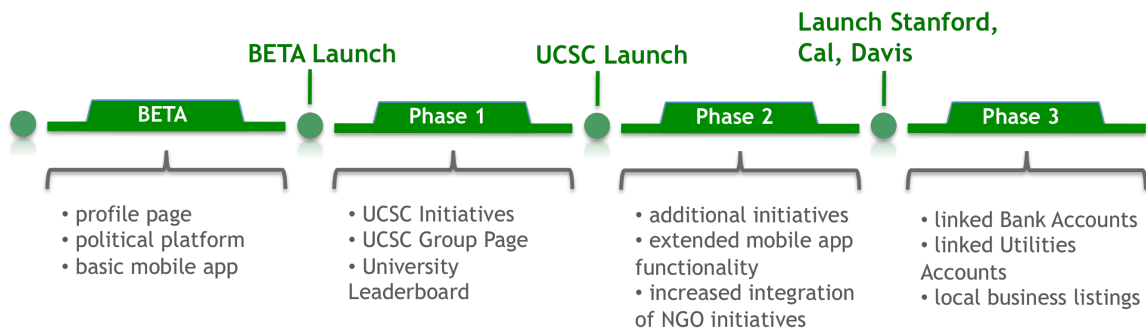 BETA Launch
UCSC Launch
Launch Stanford,
Cal, Davis
BETA
Phase 1
Phase 2
Phase 3
• profile page
• political platform
• basic mobile app
• UCSC Initiatives
• UCSC Group Page
• University
Leaderboard
• additional initiatives
• extended mobile app
functionality
• increased integration
of NGO initiatives
• linked Bank Accounts
• linked Utilities
Accounts
• local business listings